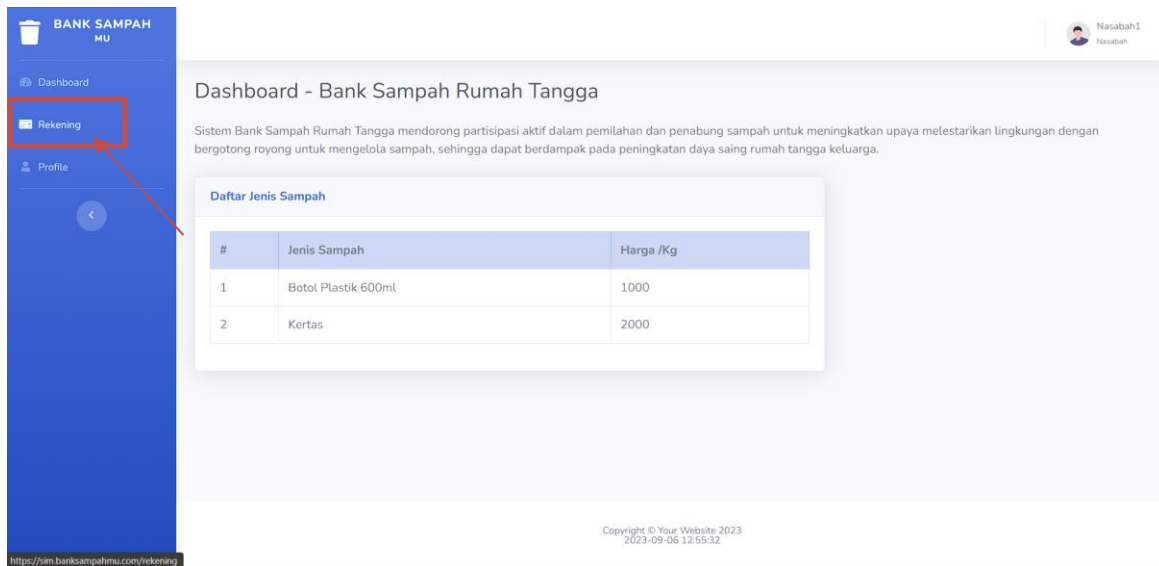 BANK SAMPAH
MU
Nasabah1
Nasabah
Dashboard
Rekening
Profile
Dashboard - Bank Sampah Rumah Tangga
Sistem Bank Sampah Rumah Tangga mendorong partisipasi aktif dalam pemilahan dan penabung sampah untuk meningkatkan upaya melestarikan lingkungan dengan
bergotong royong untuk mengelola sampah, sehingga dapat berdampak pada peningkatan daya saing rumah tangga keluarga.
Daftar Jenis Sampah
# Jenis Sampah Harga /Kg
1 Botol Plastik 600ml 1000
2 Kertas 2000
Copyright © Your Website 2023
2023-09-06 12:55:32
https://sim.banksampahmu.com/rekening